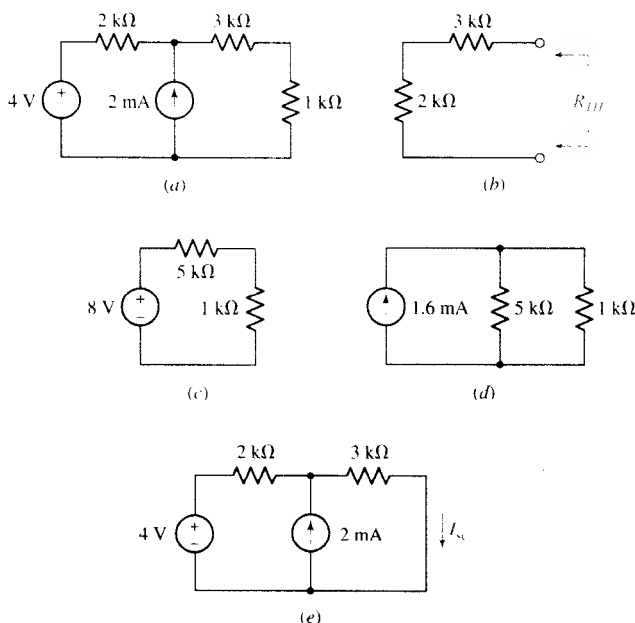 2 kΩ 3 kΩ
4 V + 2 mA 1 kΩ
(a)
3 kΩ
2 kΩ R_TH
(b)
5 kΩ
8 V + − 1 kΩ
(c)
1.6 mA 5 kΩ 1 kΩ
(d)
2 kΩ 3 kΩ
4 V + − 2 mA I_sc
(e)